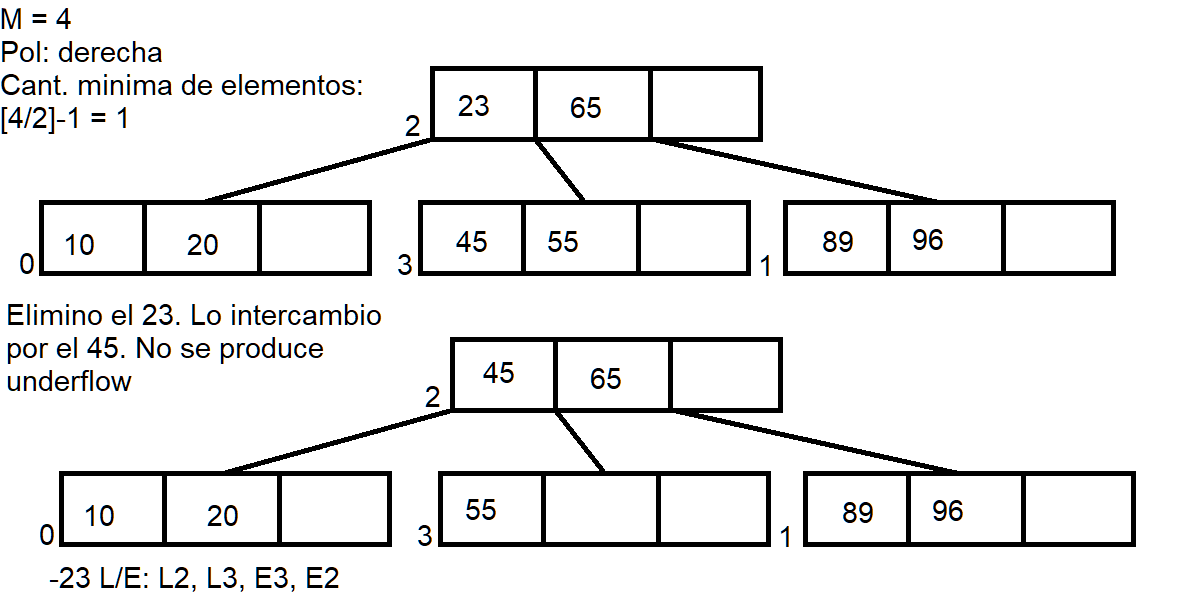 M = 4
Pol: derecha
Cant. minima de elementos:
[4/2]-1 = 1
23 65
2
10 20
45 55
89 96
0
3
1
Elimino el 23. Lo intercambio
por el 45. No se produce
underflow
45 65
2
10 20
55
89 96
0
3
1
-23 L/E: L2, L3, E3, E2